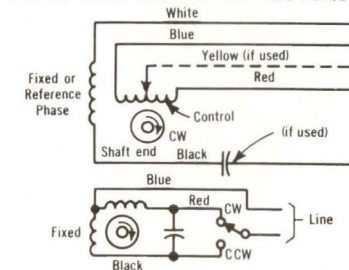 White
Blue
Yellow (if used)
Red
Fixed or
Reference
Phase
Control
CW
(if used)
Shaft end
Black
Blue
Red
CW
Line
Fixed
CCW
Black